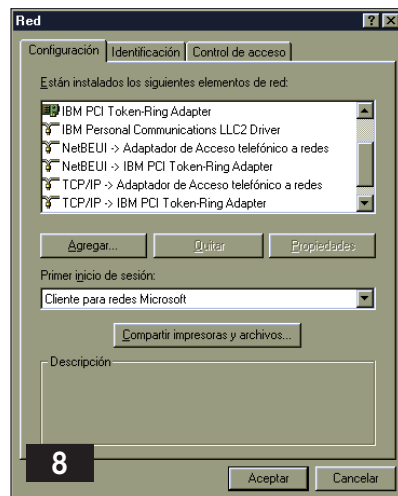 Red
Configuración Identificación Control de acceso
Están instalados los siguientes elementos de red:
IBM PCI Token-Ring Adapter
IBM Personal Communications LLC2 Driver
NetBEUI -> Adaptador de Acceso telefónico a redes
NetBEUI -> IBM PCI Token-Ring Adapter
TCP/IP -> Adaptador de Acceso telefónico a redes
TCP/IP -> IBM PCI Token-Ring Adapter
Agregar... Quitar Propiedades
Primer inicio de sesión:
Cliente para redes Microsoft
Compartir impresoras y archivos...
Descripción
8
Aceptar Cancelar